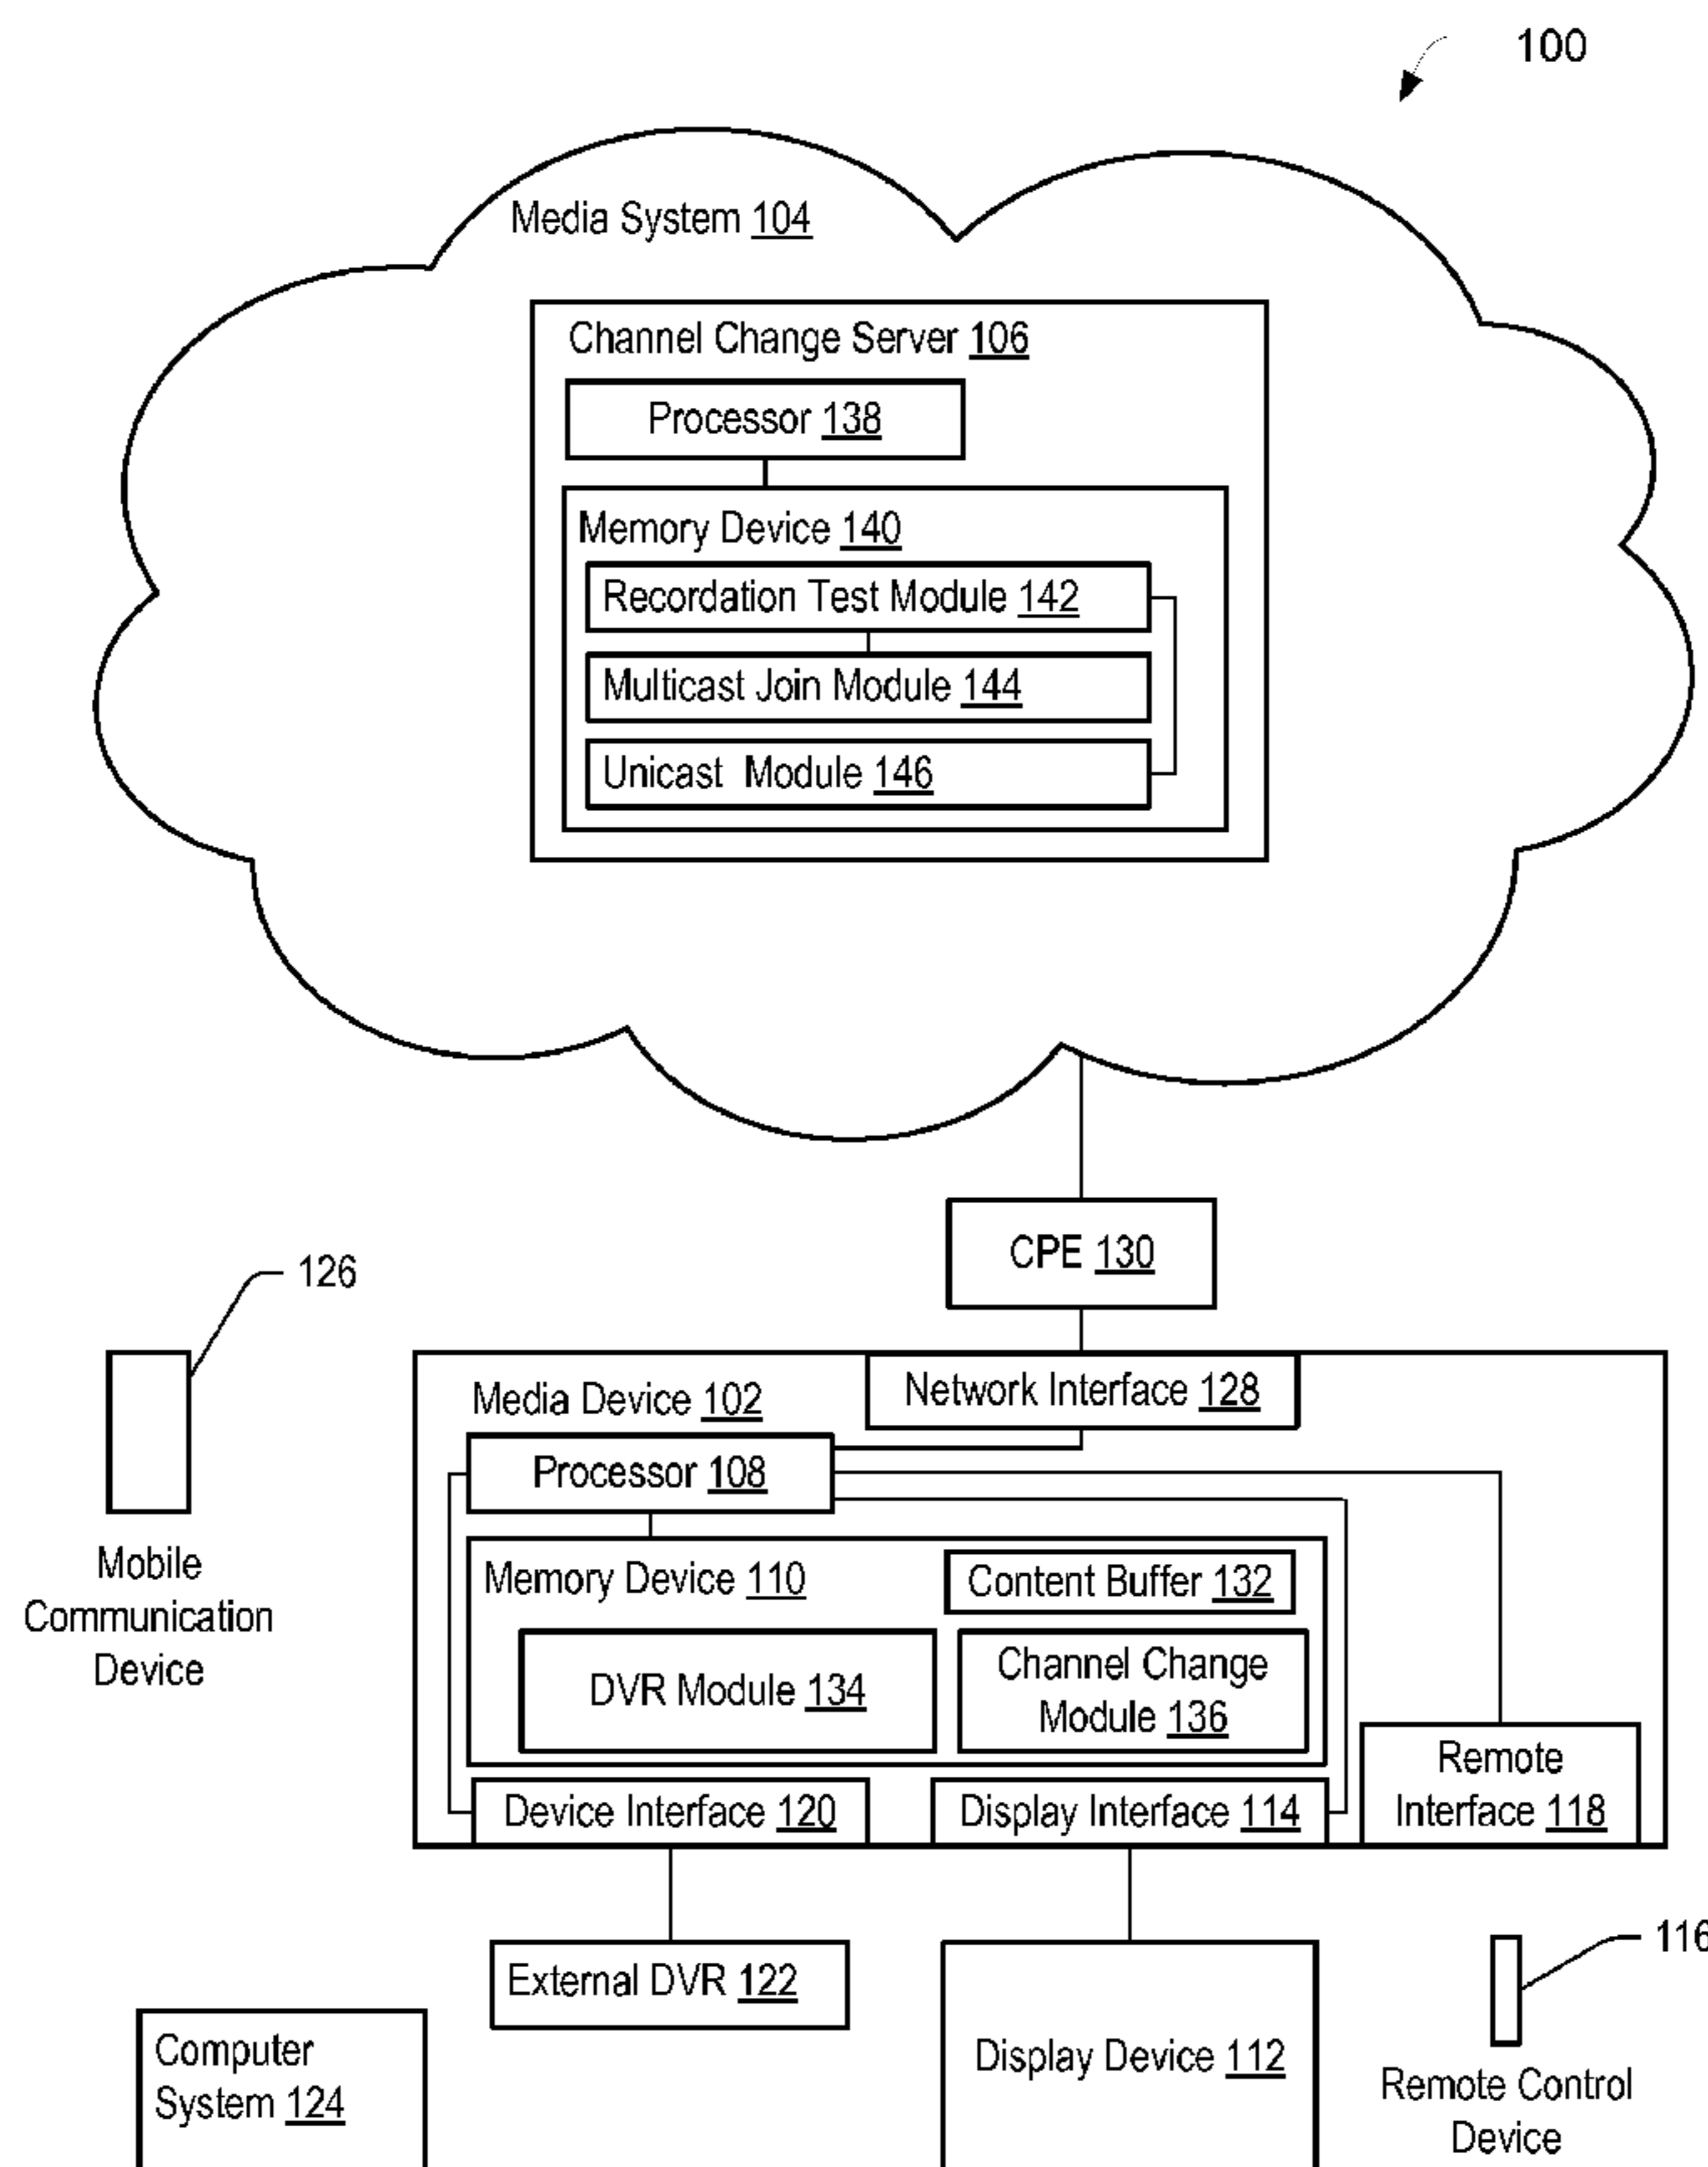 100
Media System 104
Channel Change Server 106
Processor 138
Memory Device 140
Recordation Test Module 142
Multicast Join Module 144
Unicast Module 146
CPE 130
126
Mobile
Communication
Device
Media Device 102
Network Interface 128
Processor 108
Memory Device 110
Content Buffer 132
DVR Module 134
Channel Change
Module 136
Device Interface 120
Display Interface 114
Remote
Interface 118
External DVR 122
Display Device 112
116
Remote Control
Device
Computer
System 124